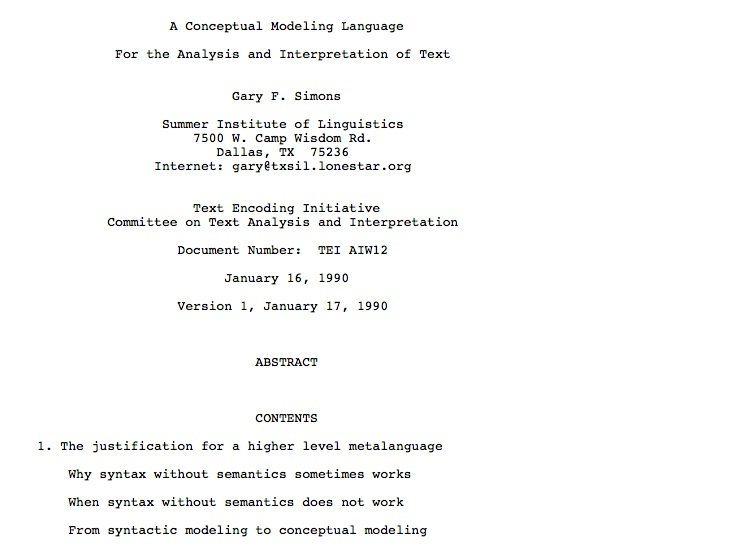 A Conceptual Modeling Language
For the Analysis and Interpretation of Text
Gary F. Simons
Summer Institute of Linguistics
7500 W. Camp Wisdom Rd.
Dallas, TX  75236
Internet: gary@txsil.lonestar.org
Text Encoding Initiative
Committee on Text Analysis and Interpretation
Document Number:  TEI AIW12
January 16, 1990
Version 1, January 17, 1990
ABSTRACT
CONTENTS
1. The justification for a higher level metalanguage
Why syntax without semantics sometimes works
When syntax without semantics does not work
From syntactic modeling to conceptual modeling